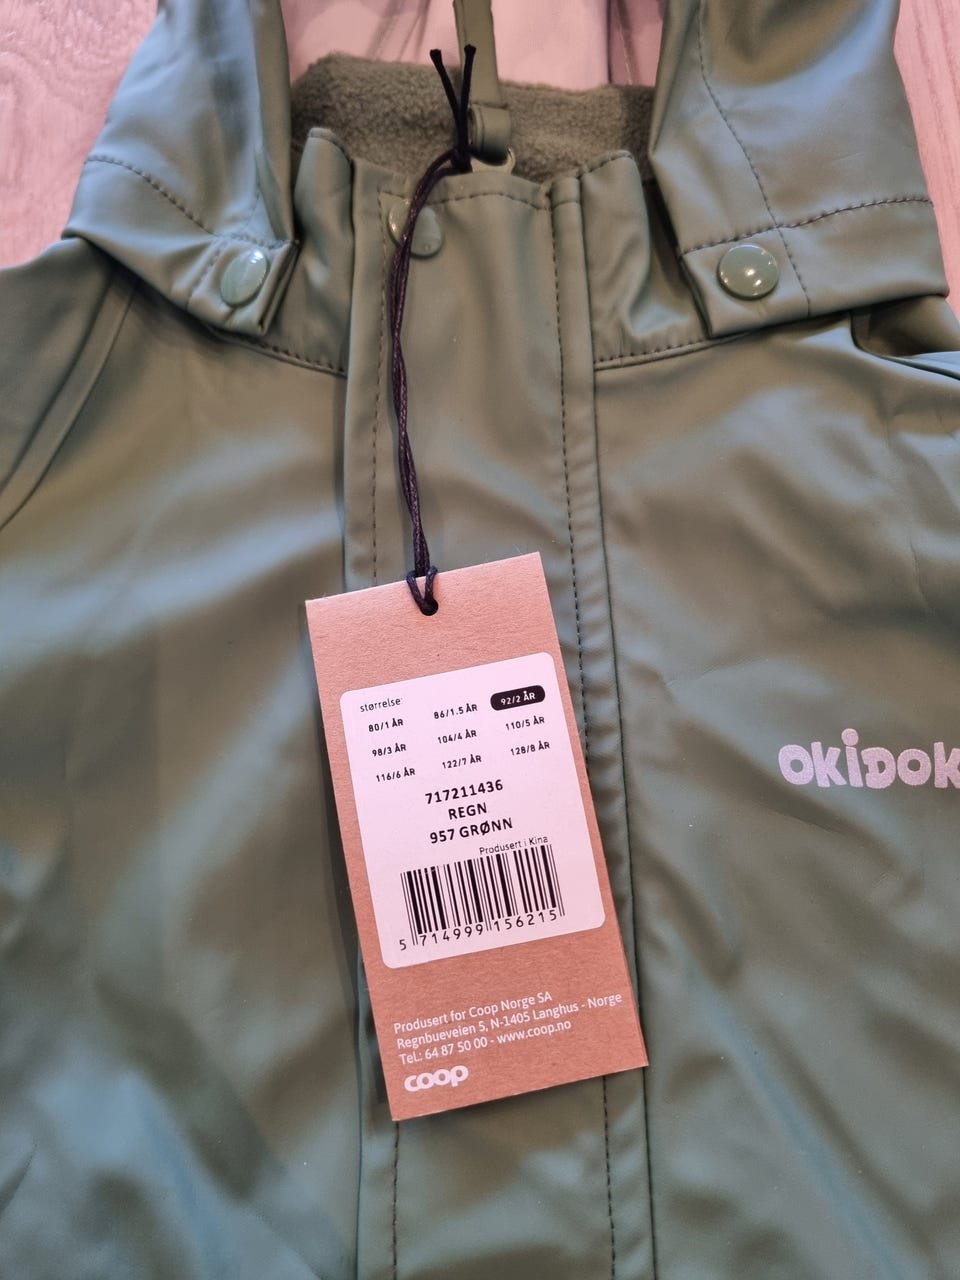 størrelse:
80/1 ÅR 86/1.5 ÅR 92/2 ÅR
98/3 ÅR 104/4 ÅR 110/5 ÅR
116/6 ÅR 122/7 ÅR 128/8 ÅR
717211436
REGN
957 GRØNN
Produsert i Kina
5 714999 156215
Produsert for Coop Norge SA
Regnbueveien 5, N-1405 Langhus - Norge
Tel.: 64 87 50 00 - www.coop.no
coop
OKiDOK